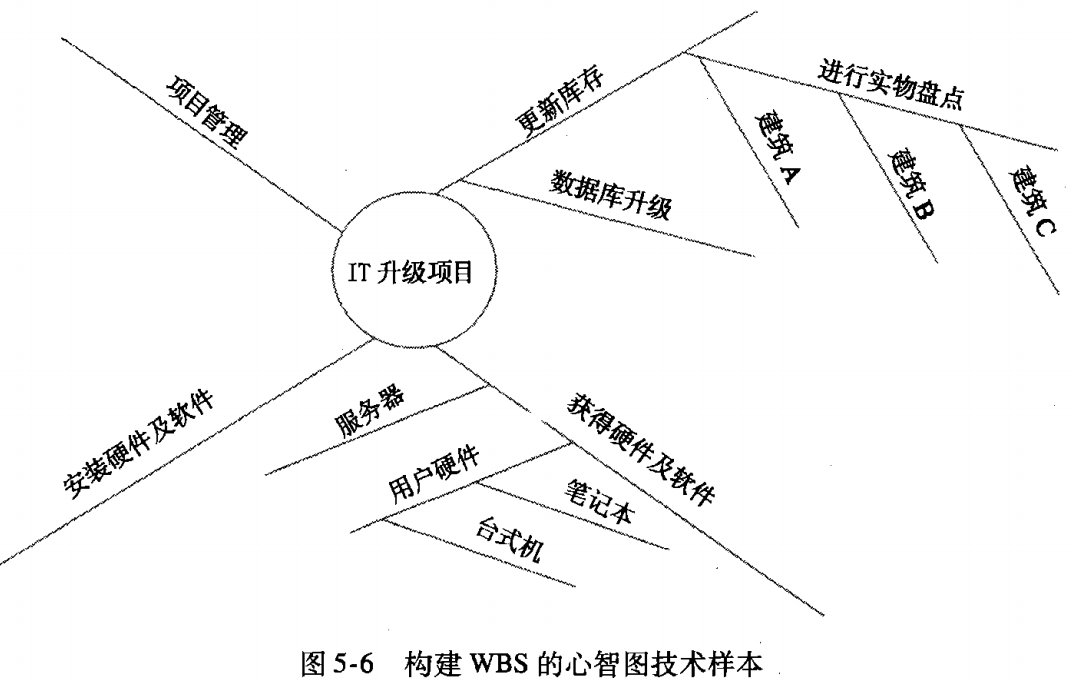 项目管理
更新库存
进行实物盘点
建筑A
建筑B
建筑C
数据库升级
IT 升级项目
安装硬件及软件
服务器
获得硬件及软件
用户硬件
笔记本
台式机
图 5-6 构建 WBS 的心智图技术样本